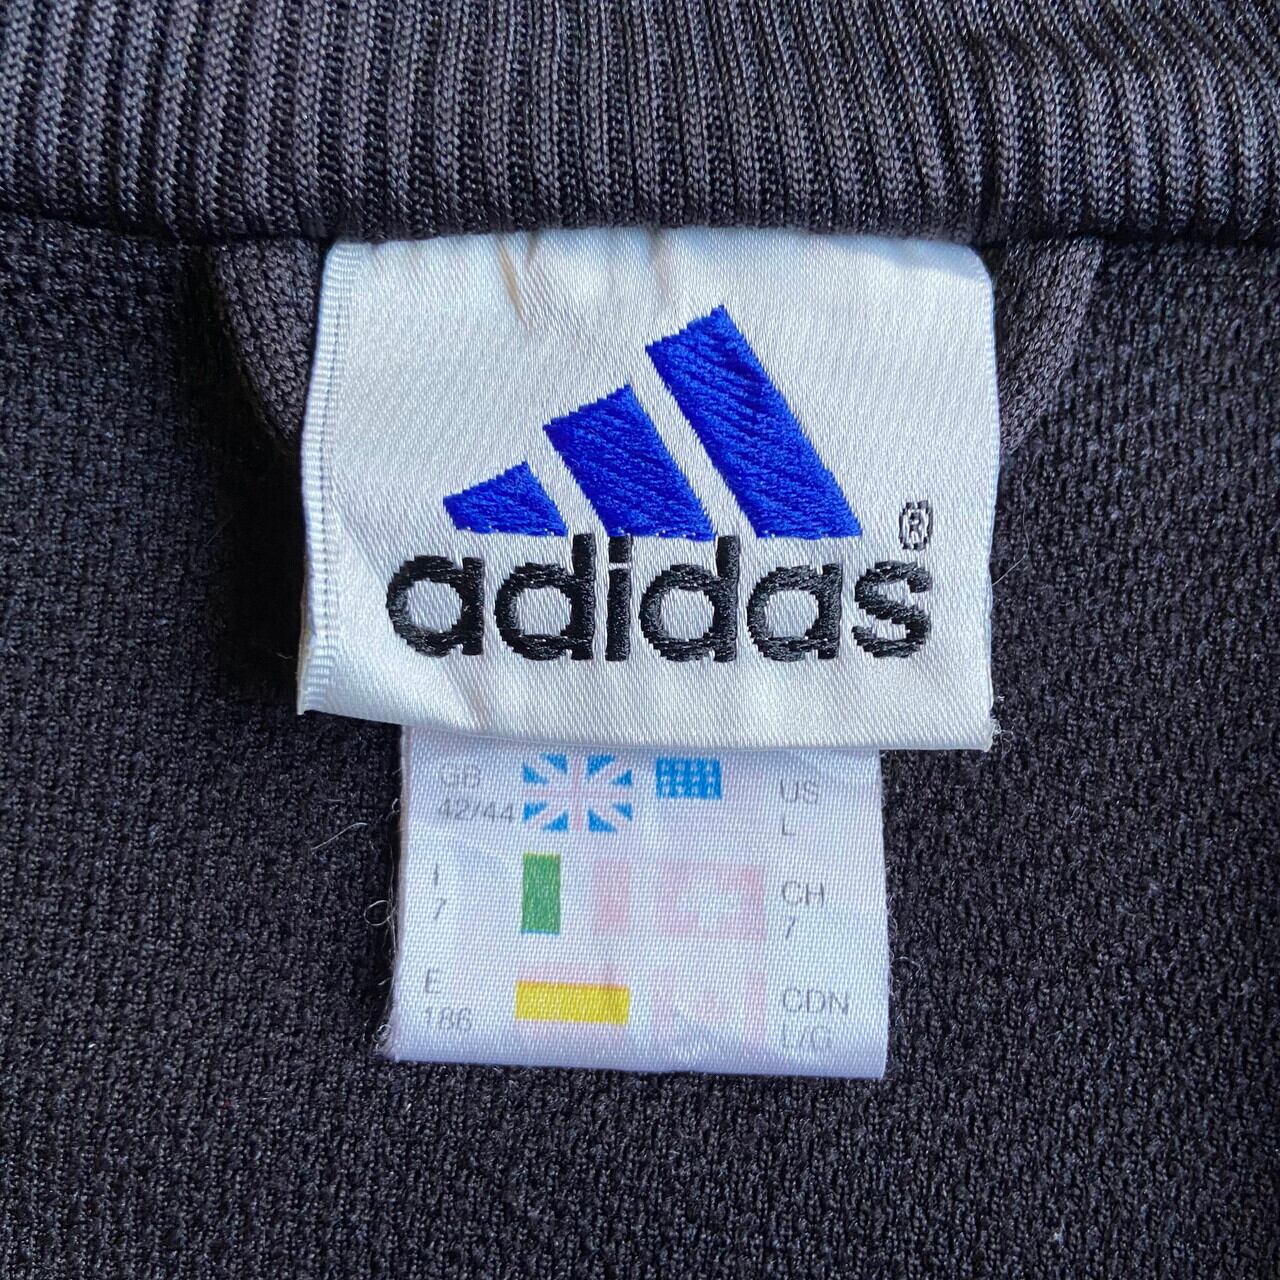 adidas®
GB US
42/44 L
I CH
7 7
E CDN
186 L/G